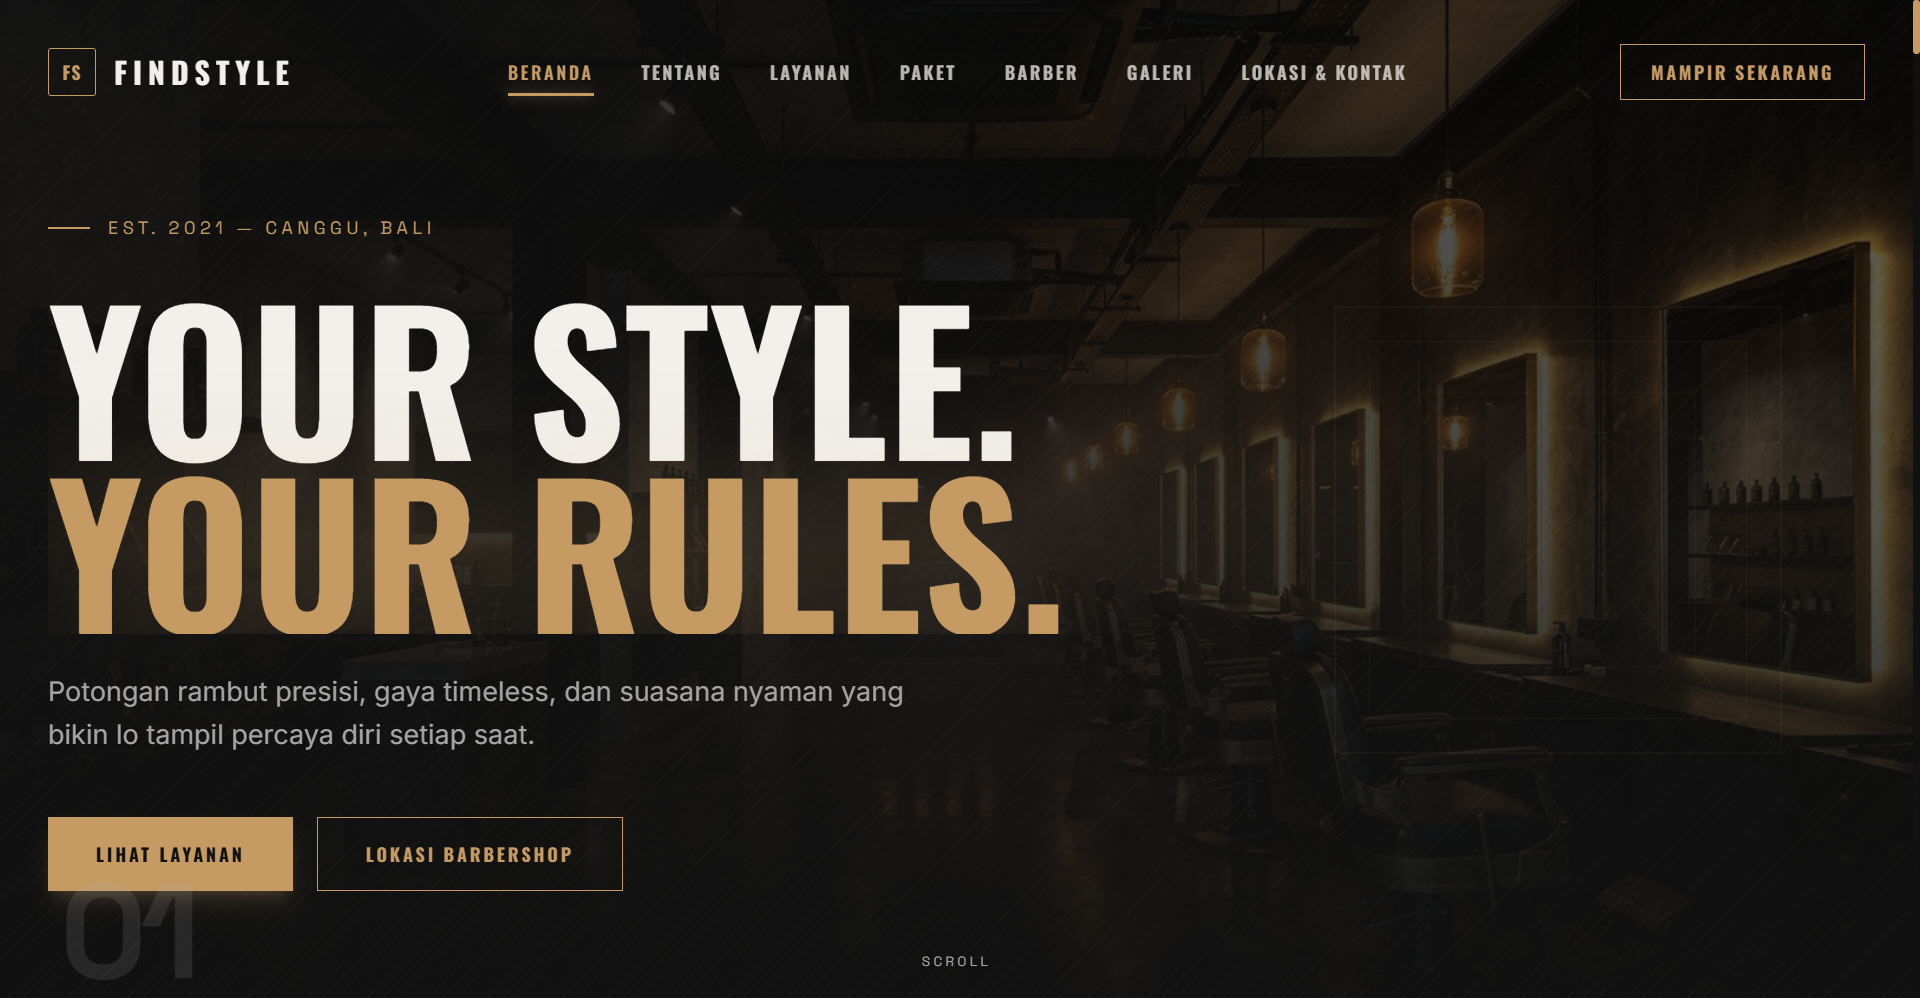 FS
FINDSTYLE
BERANDA
TENTANG
LAYANAN
PAKET
BARBER
GALERI
LOKASI & KONTAK
MAMPIR SEKARANG
EST. 2021 — CANGGU, BALI
YOUR STYLE.
YOUR RULES.
Potongan rambut presisi, gaya timeless, dan suasana nyaman yang
bikin lo tampil percaya diri setiap saat.
LIHAT LAYANAN
LOKASI BARBERSHOP
01
SCROLL